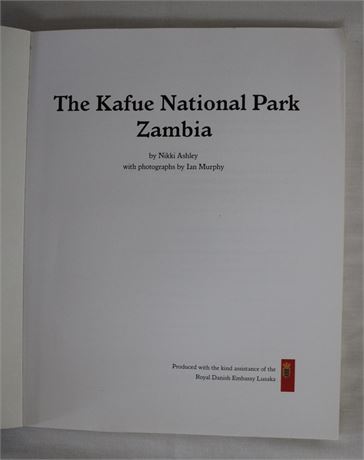 The Kafue National Park
Zambia
by Nikki Ashley
with photographs by Ian Murphy
Produced with the kind assistance of the
Royal Danish Embassy Lusaka